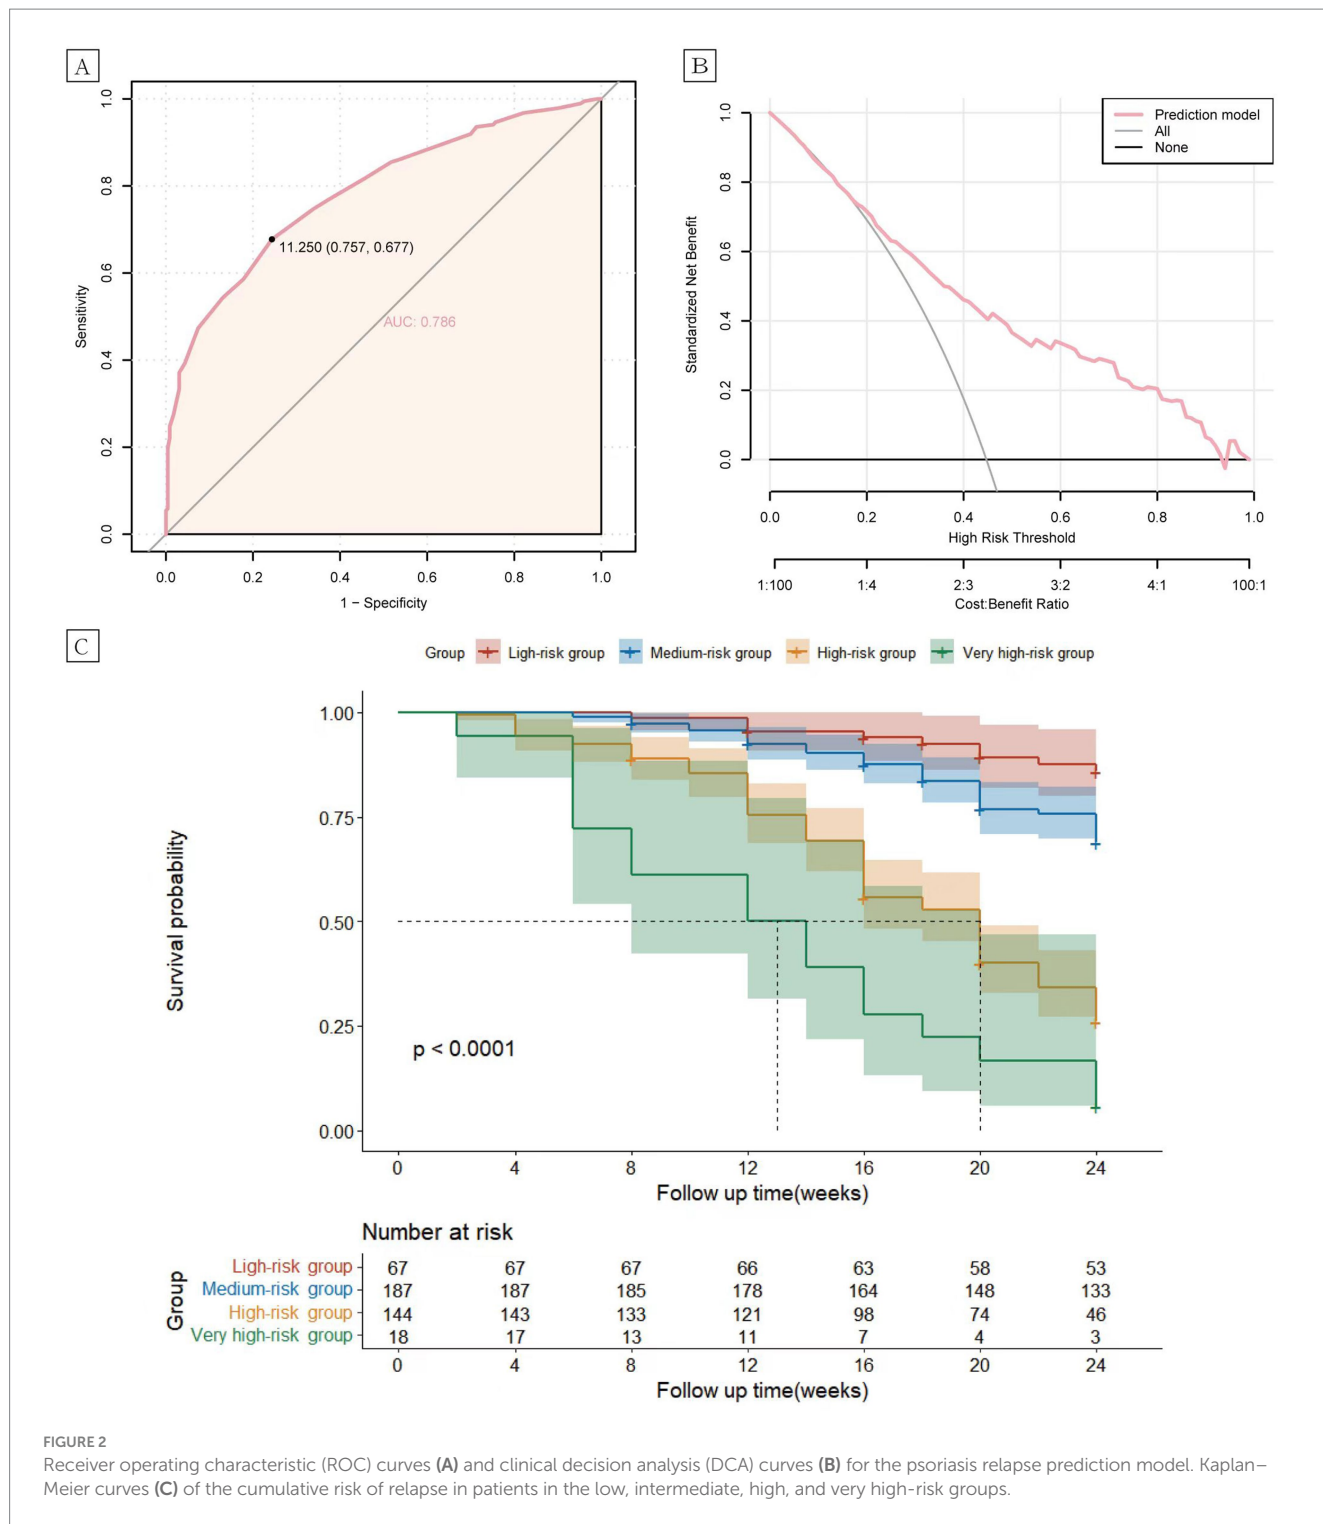 A
1.0
0.8
0.6
0.4
0.2
0.0
Sensitivity
11.250 (0.757, 0.677)
AUC: 0.786
0.0 0.2 0.4 0.6 0.8 1.0
1 − Specificity
B
1.0
0.8
0.6
0.4
0.2
0.0
Standardized Net Benefit
Prediction model
All
None
0.0 0.2 0.4 0.6 0.8 1.0
High Risk Threshold
1:100 1:4 2:3 3:2 4:1 100:1
Cost:Benefit Ratio
C
Group Ligh-risk group Medium-risk group High-risk group Very high-risk group
1.00
0.75
0.50
0.25
0.00
Survival probability
p < 0.0001
0 4 8 12 16 20 24
Follow up time(weeks)
Number at risk
Group
Ligh-risk group 67 67 67 66 63 58 53
Medium-risk group 187 187 185 178 164 148 133
High-risk group 144 143 133 121 98 74 46
Very high-risk group 18 17 13 11 7 4 3
0 4 8 12 16 20 24
Follow up time(weeks)
FIGURE 2
Receiver operating characteristic (ROC) curves (A) and clinical decision analysis (DCA) curves (B) for the psoriasis relapse prediction model. Kaplan–
Meier curves (C) of the cumulative risk of relapse in patients in the low, intermediate, high, and very high-risk groups.